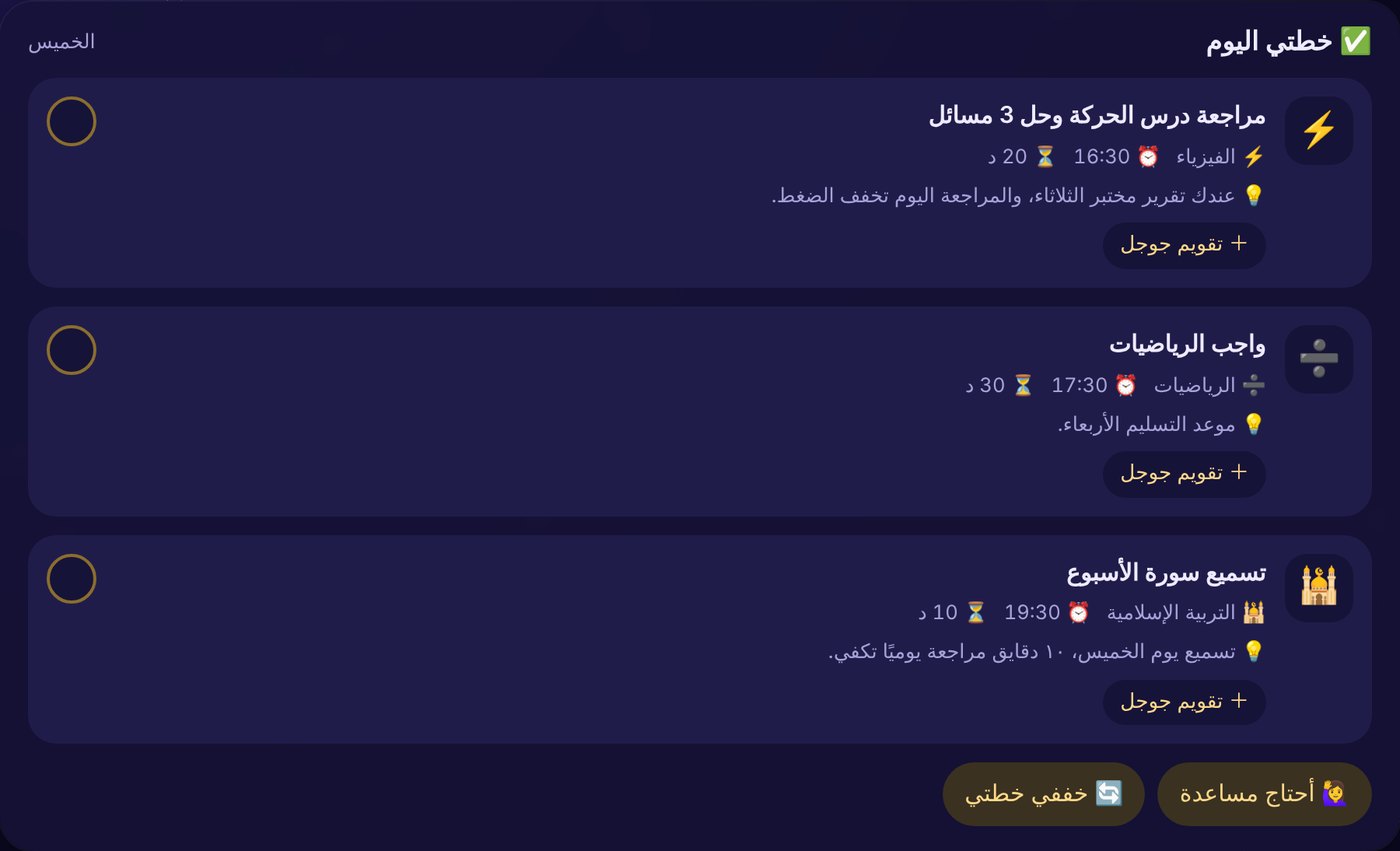 ✅ خطتي اليوم
الخميس
⚡
مراجعة درس الحركة وحل 3 مسائل
⚡ الفيزياء ⏰ 16:30 ⏳ 20 د
💡 عندك تقرير مختبر الثلاثاء، والمراجعة اليوم تخفف الضغط.
+ تقويم جوجل
➗
واجب الرياضيات
➗ الرياضيات ⏰ 17:30 ⏳ 30 د
💡 موعد التسليم الأربعاء.
+ تقويم جوجل
🕌
تسميع سورة الأسبوع
🕌 التربية الإسلامية ⏰ 19:30 ⏳ 10 د
💡 تسميع يوم الخميس، ١٠ دقايق مراجعة يوميًا تكفي.
+ تقويم جوجل
🙋‍♀️ أحتاج مساعدة
🔄 خففي خطتي